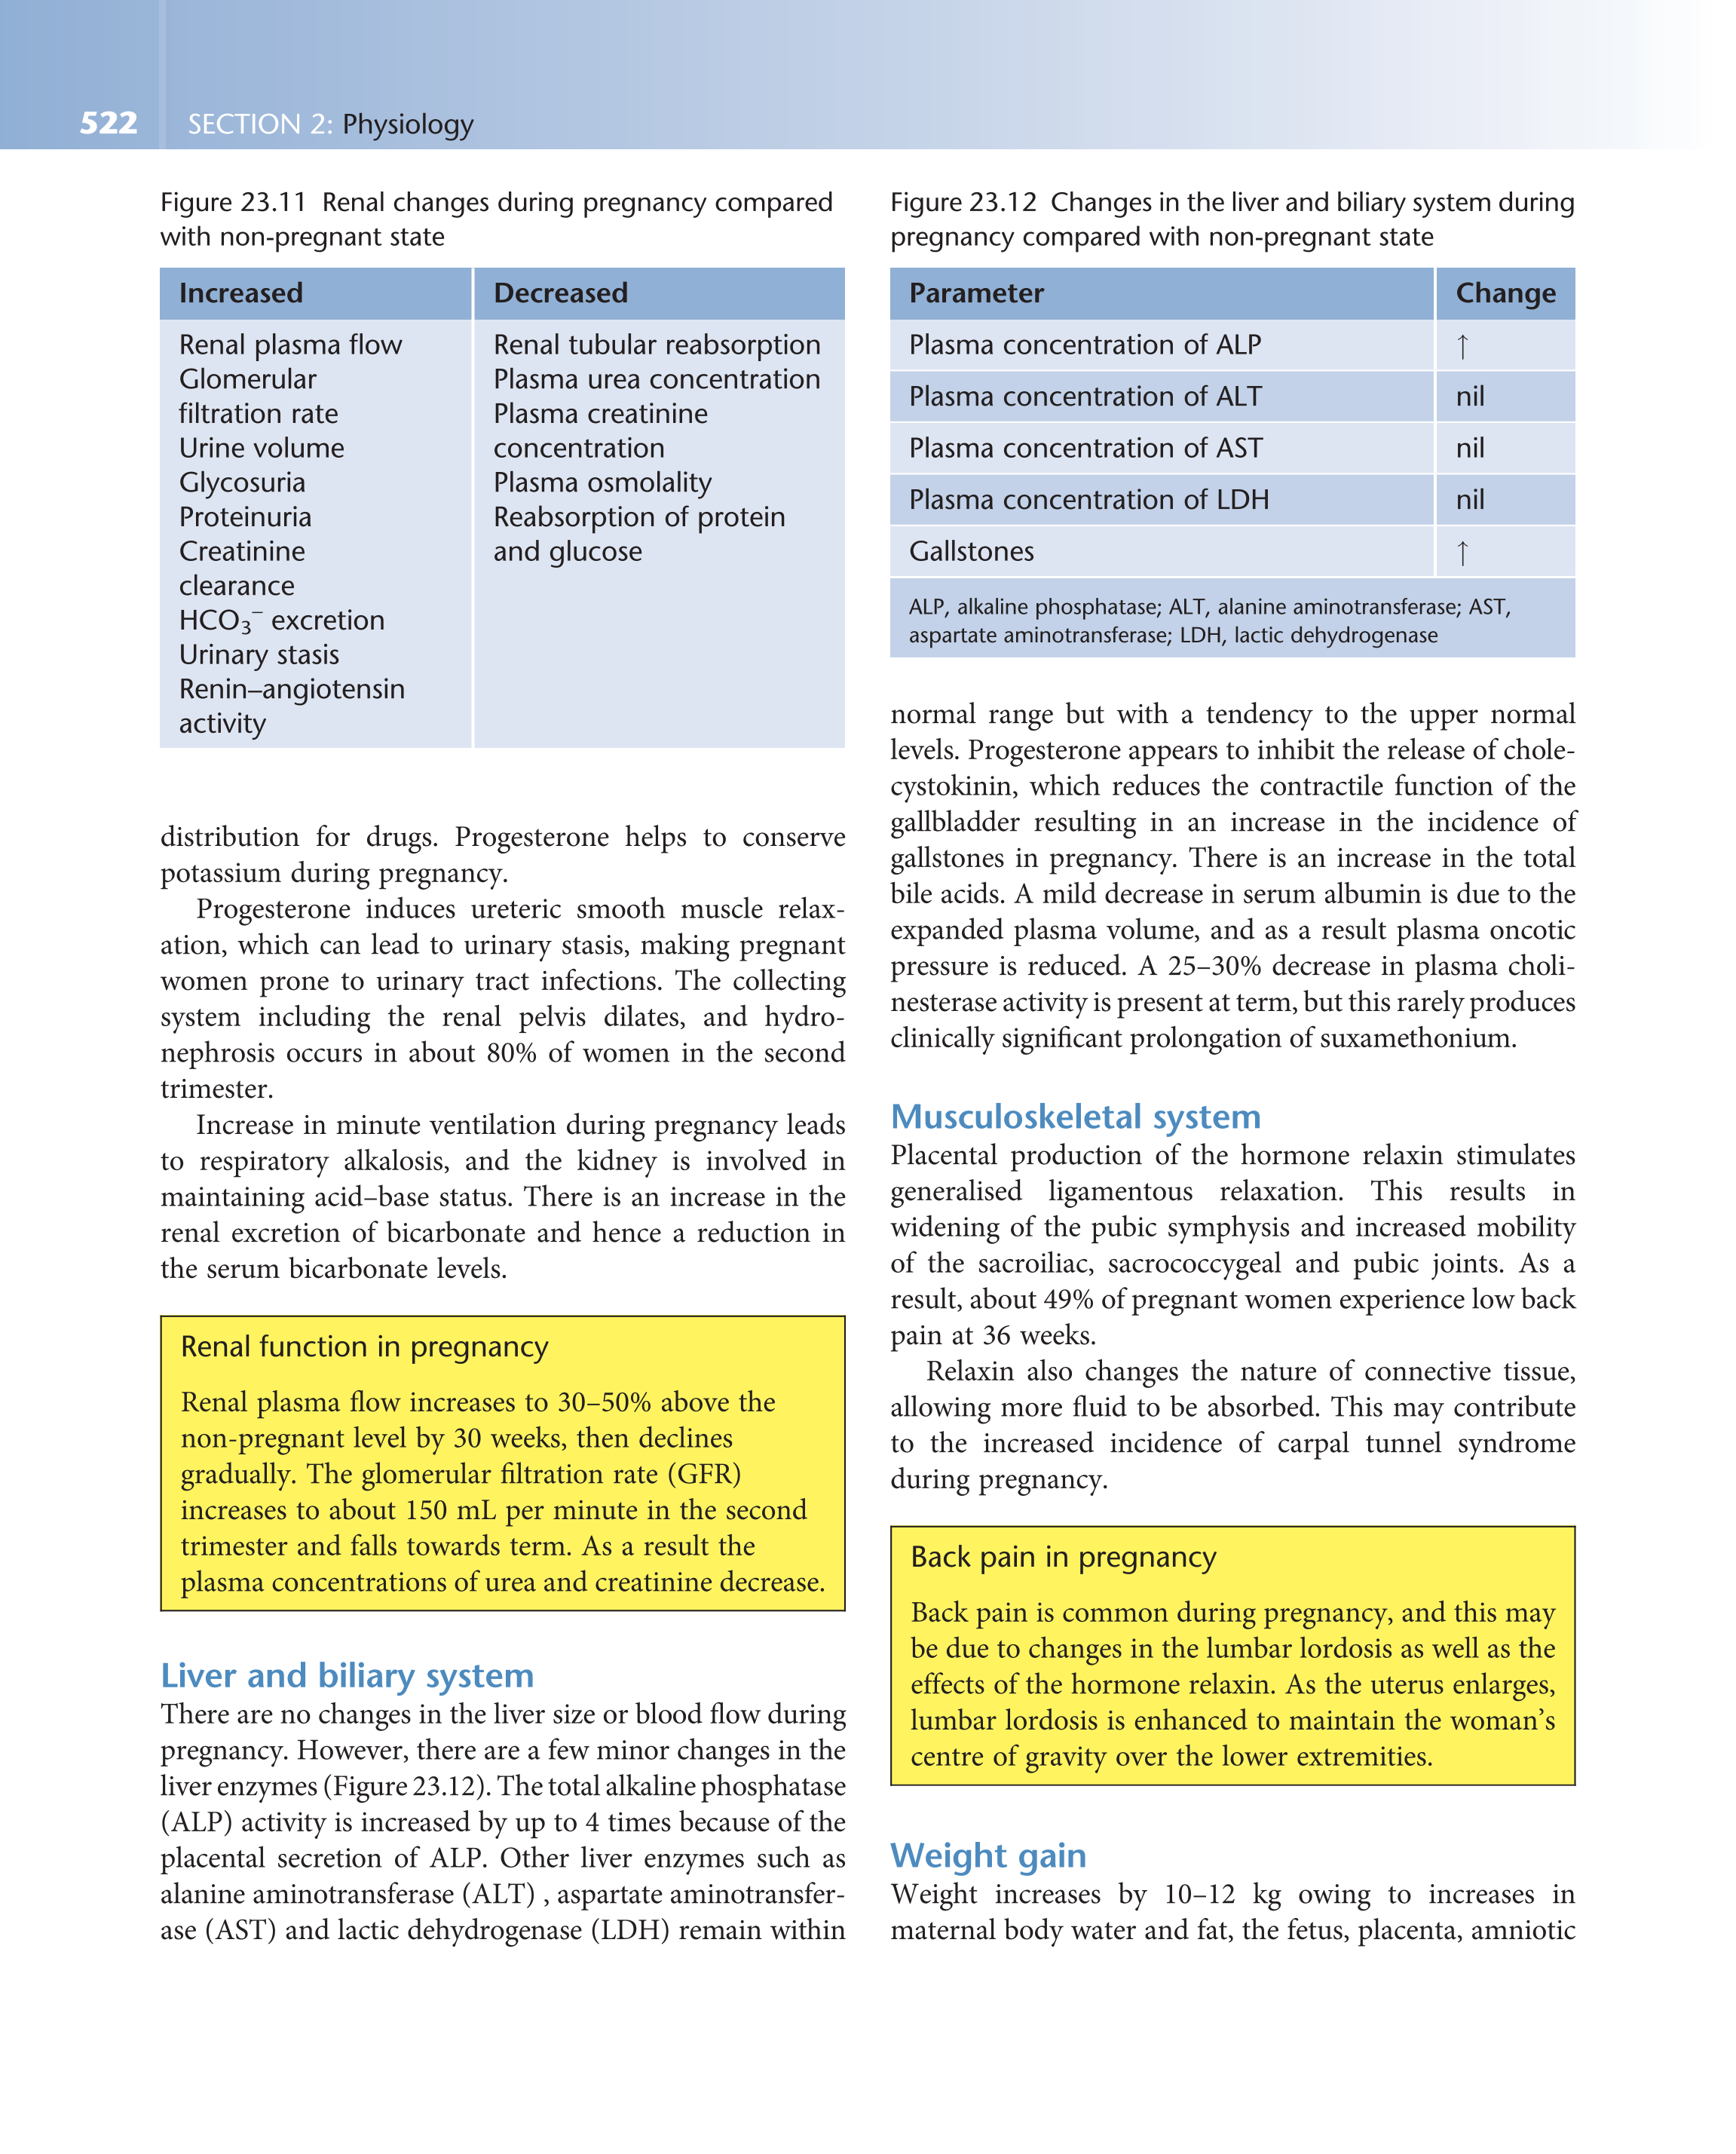 522 SECTION 2: Physiology
Figure 23.11 Renal changes during pregnancy compared
with non-pregnant state
Increased Decreased
Renal plasma flow Renal tubular reabsorption
Glomerular Plasma urea concentration
filtration rate Plasma creatinine
Urine volume concentration
Glycosuria Plasma osmolality
Proteinuria Reabsorption of protein
Creatinine and glucose
clearance
HCO₃⁻ excretion
Urinary stasis
Renin–angiotensin
activity
distribution for drugs. Progesterone helps to conserve
potassium during pregnancy.
Progesterone induces ureteric smooth muscle relax-
ation, which can lead to urinary stasis, making pregnant
women prone to urinary tract infections. The collecting
system including the renal pelvis dilates, and hydro-
nephrosis occurs in about 80% of women in the second
trimester.
Increase in minute ventilation during pregnancy leads
to respiratory alkalosis, and the kidney is involved in
maintaining acid–base status. There is an increase in the
renal excretion of bicarbonate and hence a reduction in
the serum bicarbonate levels.
Renal function in pregnancy
Renal plasma flow increases to 30–50% above the
non-pregnant level by 30 weeks, then declines
gradually. The glomerular filtration rate (GFR)
increases to about 150 mL per minute in the second
trimester and falls towards term. As a result the
plasma concentrations of urea and creatinine decrease.
Liver and biliary system
There are no changes in the liver size or blood flow during
pregnancy. However, there are a few minor changes in the
liver enzymes (Figure 23.12). The total alkaline phosphatase
(ALP) activity is increased by up to 4 times because of the
placental secretion of ALP. Other liver enzymes such as
alanine aminotransferase (ALT) , aspartate aminotransfer-
ase (AST) and lactic dehydrogenase (LDH) remain within
Figure 23.12 Changes in the liver and biliary system during
pregnancy compared with non-pregnant state
Parameter Change
Plasma concentration of ALP ↑
Plasma concentration of ALT nil
Plasma concentration of AST nil
Plasma concentration of LDH nil
Gallstones ↑
ALP, alkaline phosphatase; ALT, alanine aminotransferase; AST,
aspartate aminotransferase; LDH, lactic dehydrogenase
normal range but with a tendency to the upper normal
levels. Progesterone appears to inhibit the release of chole-
cystokinin, which reduces the contractile function of the
gallbladder resulting in an increase in the incidence of
gallstones in pregnancy. There is an increase in the total
bile acids. A mild decrease in serum albumin is due to the
expanded plasma volume, and as a result plasma oncotic
pressure is reduced. A 25–30% decrease in plasma choli-
nesterase activity is present at term, but this rarely produces
clinically significant prolongation of suxamethonium.
Musculoskeletal system
Placental production of the hormone relaxin stimulates
generalised ligamentous relaxation. This results in
widening of the pubic symphysis and increased mobility
of the sacroiliac, sacrococcygeal and pubic joints. As a
result, about 49% of pregnant women experience low back
pain at 36 weeks.
Relaxin also changes the nature of connective tissue,
allowing more fluid to be absorbed. This may contribute
to the increased incidence of carpal tunnel syndrome
during pregnancy.
Back pain in pregnancy
Back pain is common during pregnancy, and this may
be due to changes in the lumbar lordosis as well as the
effects of the hormone relaxin. As the uterus enlarges,
lumbar lordosis is enhanced to maintain the woman's
centre of gravity over the lower extremities.
Weight gain
Weight increases by 10–12 kg owing to increases in
maternal body water and fat, the fetus, placenta, amniotic